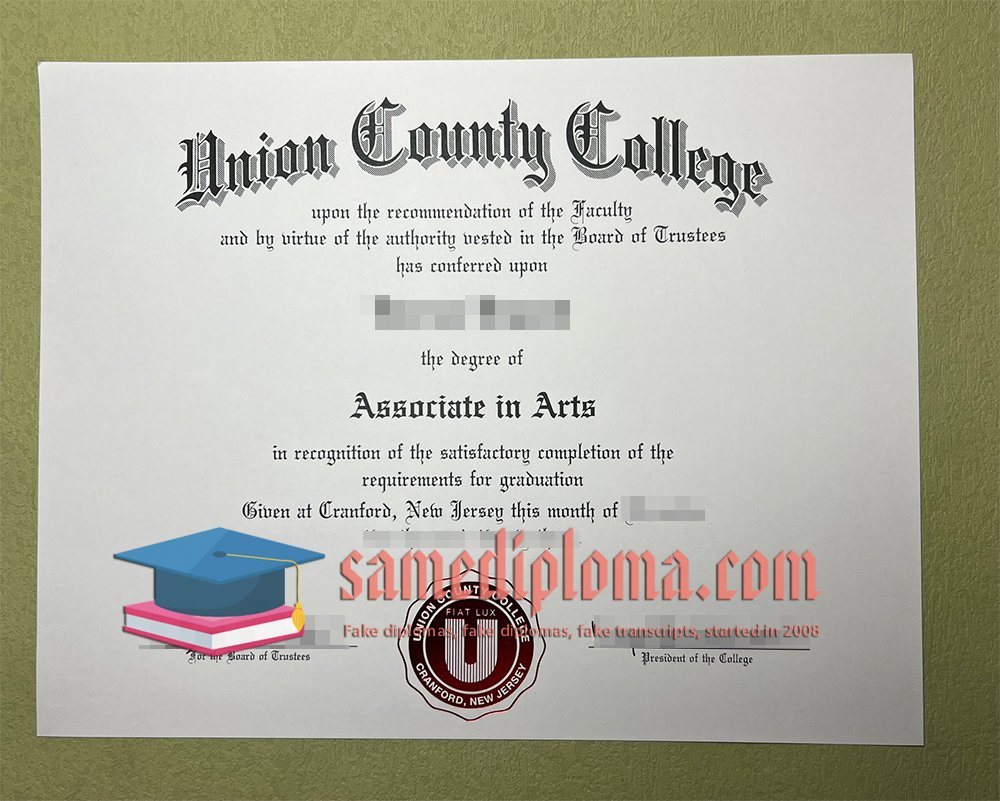 Union County College
upon the recommendation of the Faculty
and by virtue of the authority vested in the Board of Trustees
has conferred upon
the degree of
Associate in Arts
in recognition of the satisfactory completion of the
requirements for graduation
Given at Cranford, New Jersey this month of
samediploma.com
Fake diplomas, fake diplomas, fake transcripts, started in 2008
UNION COUNTY COLLEGE
FIAT LUX
U
CRANFORD, NEW JERSEY
For the Board of Trustees
President of the College